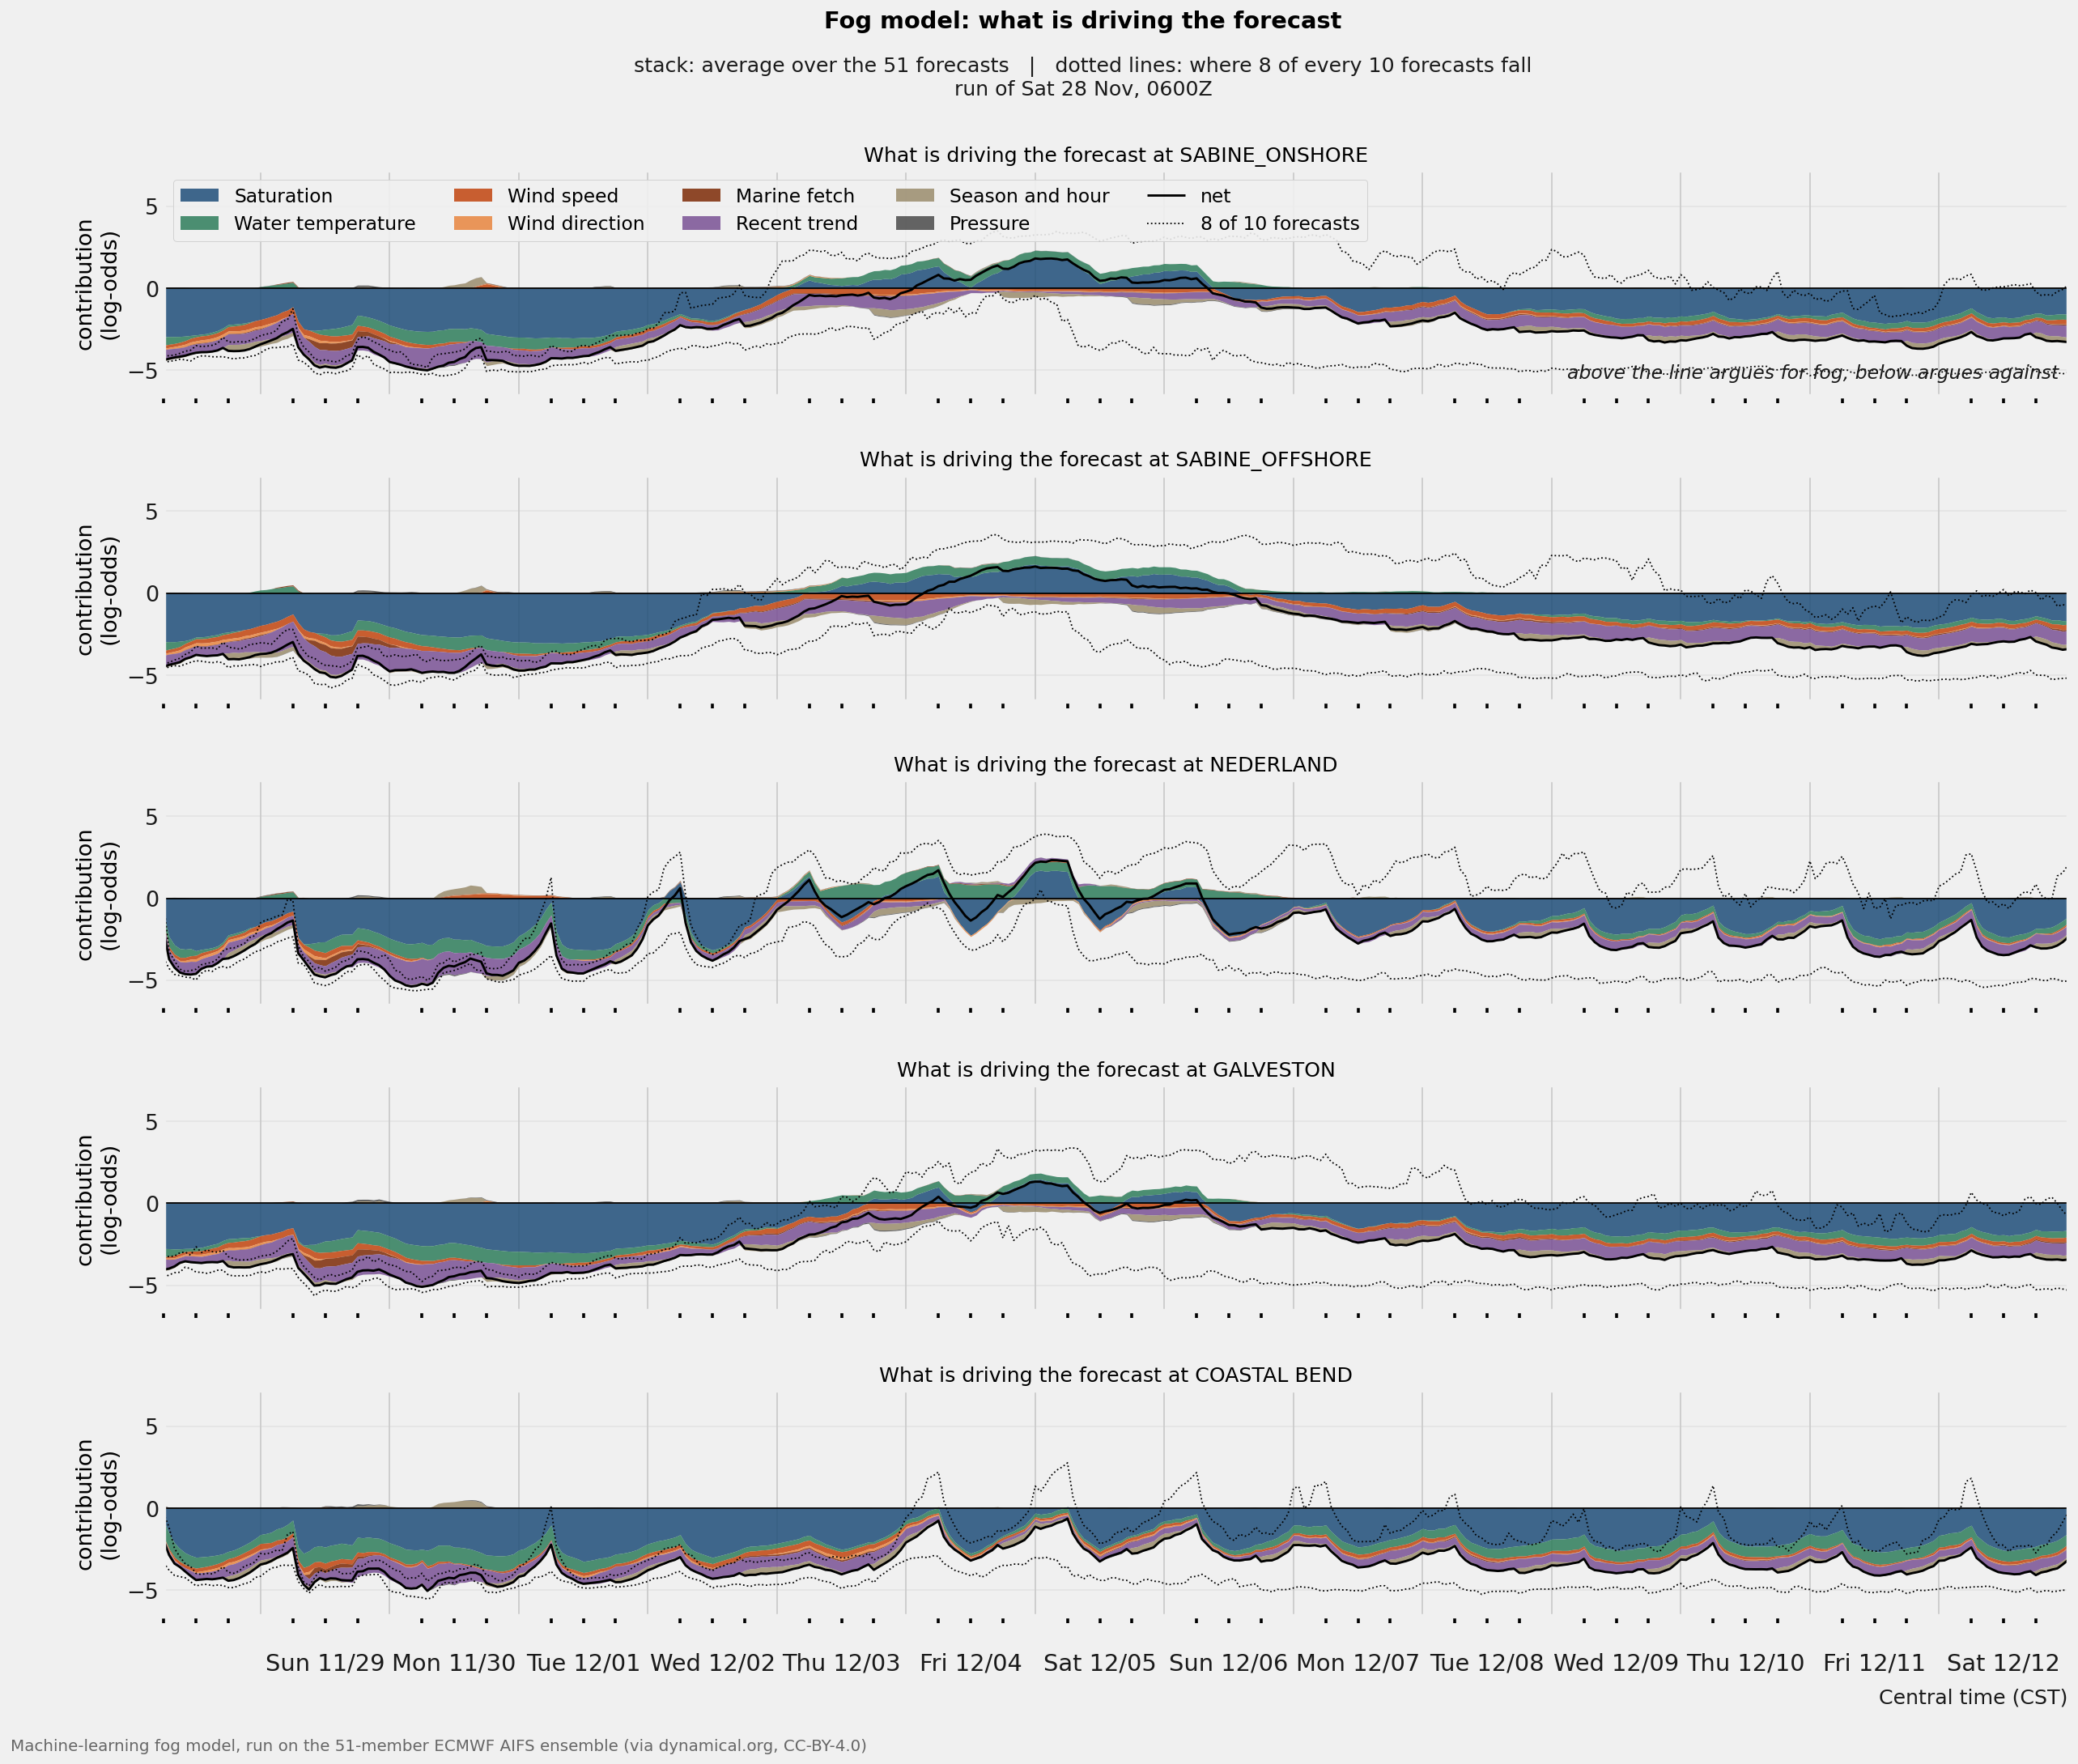 Fog model: what is driving the forecast
stack: average over the 51 forecasts | dotted lines: where 8 of every 10 forecasts fall
run of Sat 28 Nov, 0600Z
What is driving the forecast at SABINE_ONSHORE
Saturation
Water temperature
Wind speed
Wind direction
Marine fetch
Recent trend
Season and hour
Pressure
net
8 of 10 forecasts
contribution
(log-odds)
5
0
−5
above the line argues for fog, below argues against
What is driving the forecast at SABINE_OFFSHORE
contribution
(log-odds)
5
0
−5
What is driving the forecast at NEDERLAND
contribution
(log-odds)
5
0
−5
What is driving the forecast at GALVESTON
contribution
(log-odds)
5
0
−5
What is driving the forecast at COASTAL BEND
contribution
(log-odds)
5
0
−5
Sun 11/29 Mon 11/30 Tue 12/01 Wed 12/02 Thu 12/03 Fri 12/04 Sat 12/05 Sun 12/06 Mon 12/07 Tue 12/08 Wed 12/09 Thu 12/10 Fri 12/11 Sat 12/12
Central time (CST)
Machine-learning fog model, run on the 51-member ECMWF AIFS ensemble (via dynamical.org, CC-BY-4.0)